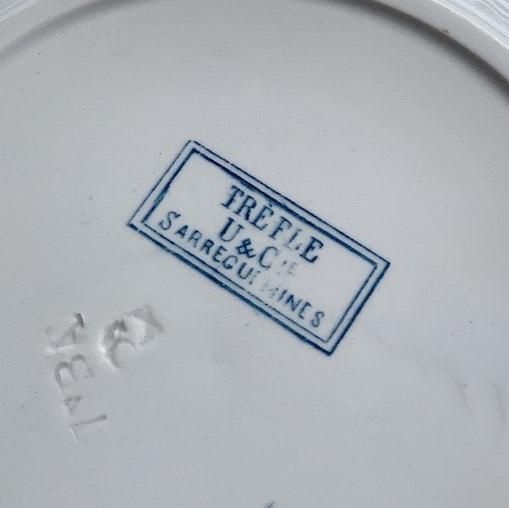 TRÈFLE
U & CIE
SARREGUEMINES